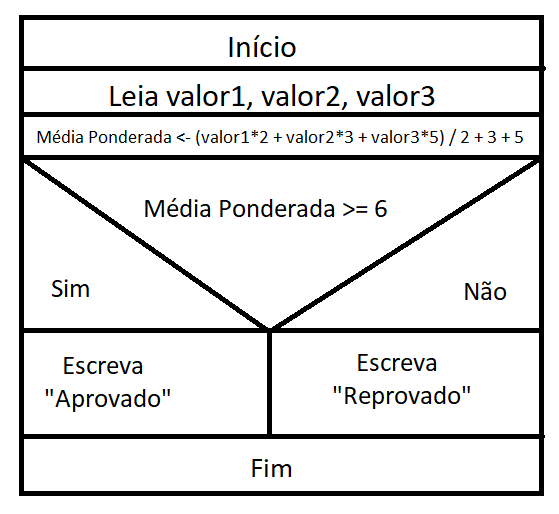 Início
Leia valor1, valor2, valor3
Média Ponderada <- (valor1*2 + valor2*3 + valor3*5) / 2 + 3 + 5
Média Ponderada >= 6
Sim
Não
Escreva
"Aprovado"
Escreva
"Reprovado"
Fim